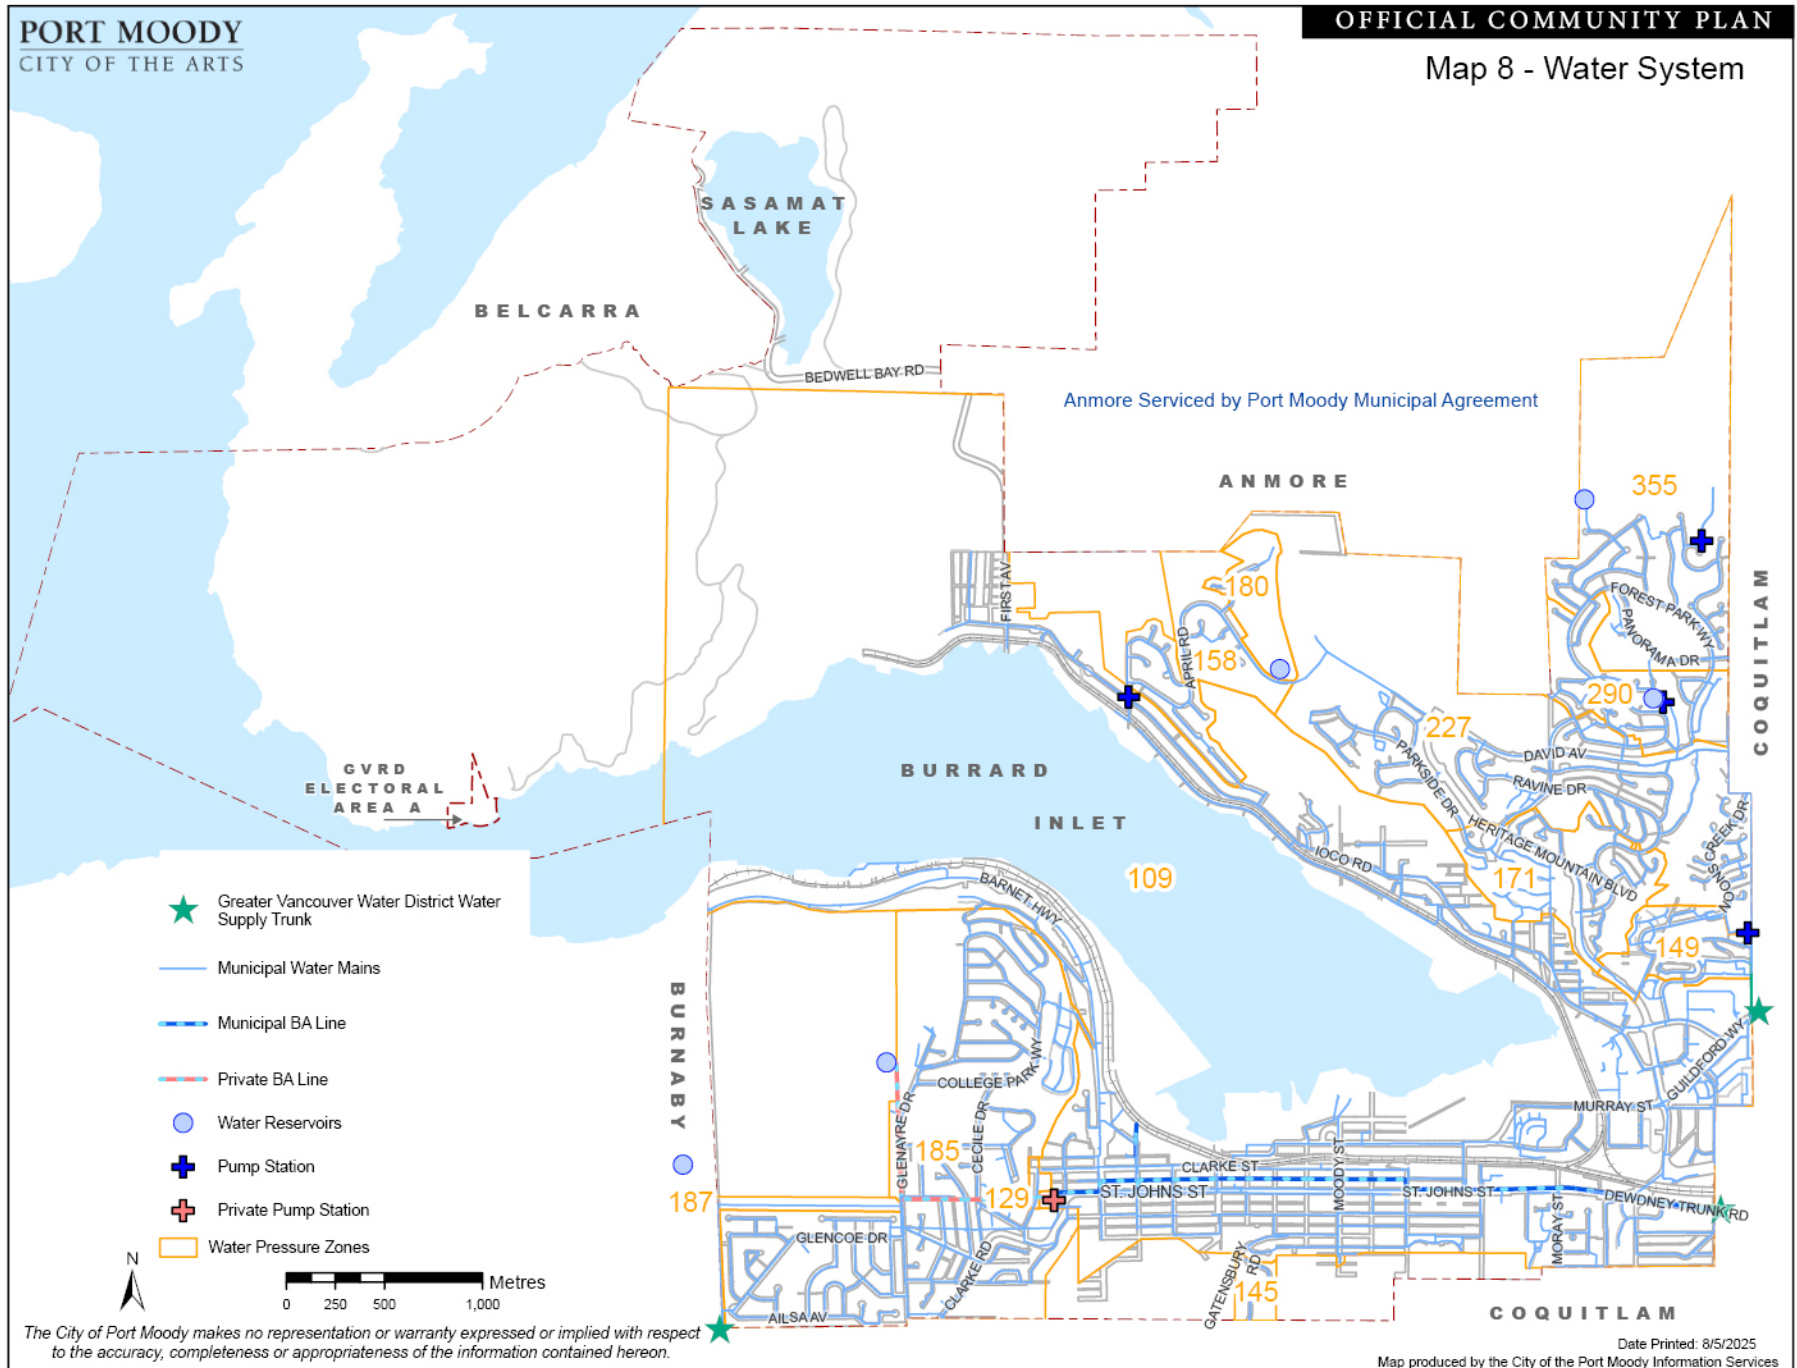 PORT MOODY
CITY OF THE ARTS
OFFICIAL COMMUNITY PLAN
Map 8 - Water System
SASAMAT
LAKE
BELCARRA
BEDWELL BAY RD
Anmore Serviced by Port Moody Municipal Agreement
ANMORE
355
COQUITLAM
FIRST AV
180
FOREST PARK WY
PANORAMA DR
APRIL RD
158
290
227
DAVID AV
PARKSIDE DR
RAVINE DR
GVRD
ELECTORAL
AREA A
BURRARD
INLET
HERITAGE MOUNTAIN BLVD
NOONS CREEK DR
IOCO RD
109
171
BARNET HWY
149
Greater Vancouver Water District Water
Supply Trunk
Municipal Water Mains
Municipal BA Line
Private BA Line
Water Reservoirs
Pump Station
Private Pump Station
Water Pressure Zones
BURNABY
GUILDFORD WY
COLLEGE PARK WY
MURRAY ST
GLENAYRE DR
CECILE DR
185
CLARKE ST
MOODY ST
187
129
ST. JOHNS ST
ST. JOHNS ST
DEWDNEY TRUNK RD
MORAY ST
GLENCOE DR
CLARKE RD
GATENSBURY
RD
145
AILSA AV
COQUITLAM
N
Metres
0 250 500 1,000
The City of Port Moody makes no representation or warranty expressed or implied with respect
to the accuracy, completeness or appropriateness of the information contained hereon.
Date Printed: 8/5/2025
Map produced by the City of the Port Moody Information Services